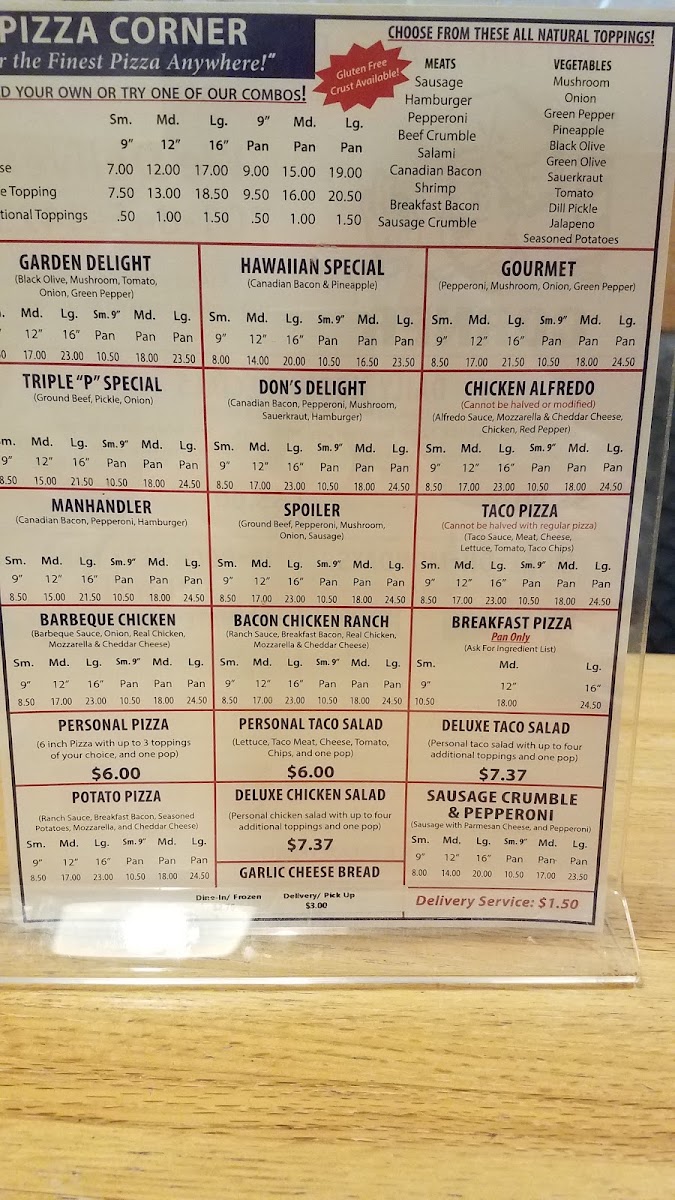 PIZZA CORNER
r the Finest Pizza Anywhere!"
D YOUR OWN OR TRY ONE OF OUR COMBOS!
Gluten Free
Crust Available!
Sm. Md. Lg. 9" Md. Lg.
9" 12" 16" Pan Pan Pan
se 7.00 12.00 17.00 9.00 15.00 19.00
e Topping 7.50 13.00 18.50 9.50 16.00 20.50
tional Toppings .50 1.00 1.50 .50 1.00 1.50
CHOOSE FROM THESE ALL NATURAL TOPPINGS!
MEATS
Sausage
Hamburger
Pepperoni
Beef Crumble
Salami
Canadian Bacon
Shrimp
Breakfast Bacon
Sausage Crumble
VEGETABLES
Mushroom
Onion
Green Pepper
Pineapple
Black Olive
Green Olive
Sauerkraut
Tomato
Dill Pickle
Jalapeno
Seasoned Potatoes
GARDEN DELIGHT
(Black Olive, Mushroom, Tomato,
Onion, Green Pepper)
. Md. Lg. Sm. 9" Md. Lg.
" 12" 16" Pan Pan Pan
0 17.00 23.00 10.50 18.00 23.50
HAWAIIAN SPECIAL
(Canadian Bacon & Pineapple)
Sm. Md. Lg. Sm. 9" Md. Lg.
9" 12" 16" Pan Pan Pan
8.00 14.00 20.00 10.50 16.50 23.50
GOURMET
(Pepperoni, Mushroom, Onion, Green Pepper)
Sm. Md. Lg. Sm. 9" Md. Lg.
9" 12" 16" Pan Pan Pan
8.50 17.00 21.50 10.50 18.00 24.50
TRIPLE "P" SPECIAL
(Ground Beef, Pickle, Onion)
m. Md. Lg. Sm. 9" Md. Lg.
9" 12" 16" Pan Pan Pan
8.50 15.00 21.50 10.50 18.00 24.50
DON'S DELIGHT
(Canadian Bacon, Pepperoni, Mushroom,
Sauerkraut, Hamburger)
Sm. Md. Lg. Sm. 9" Md. Lg.
9" 12" 16" Pan Pan Pan
8.50 17.00 23.00 10.50 18.00 24.50
CHICKEN ALFREDO
(Cannot be halved or modified)
(Alfredo Sauce, Mozzarella & Cheddar Cheese,
Chicken, Red Pepper)
Sm. Md. Lg. Sm. 9" Md. Lg.
9" 12" 16" Pan Pan Pan
8.50 17.00 23.00 10.50 18.00 24.50
MANHANDLER
(Canadian Bacon, Pepperoni, Hamburger)
Sm. Md. Lg. Sm. 9" Md. Lg.
9" 12" 16" Pan Pan Pan
8.50 15.00 21.50 10.50 18.00 24.50
SPOILER
(Ground Beef, Pepperoni, Mushroom,
Onion, Sausage)
Sm. Md. Lg. Sm. 9" Md. Lg.
9" 12" 16" Pan Pan Pan
8.50 17.00 23.00 10.50 18.00 24.50
TACO PIZZA
(Cannot be halved with regular pizza)
(Taco Sauce, Meat, Cheese,
Lettuce, Tomato, Taco Chips)
Sm. Md. Lg. Sm. 9" Md. Lg.
9" 12" 16" Pan Pan Pan
8.50 17.00 23.00 10.50 18.00 24.50
BARBEQUE CHICKEN
(Barbeque Sauce, Onion, Real Chicken,
Mozzarella & Cheddar Cheese)
Sm. Md. Lg. Sm. 9" Md. Lg.
9" 12" 16" Pan Pan Pan
8.50 17.00 23.00 10.50 18.00 24.50
BACON CHICKEN RANCH
(Ranch Sauce, Breakfast Bacon, Real Chicken,
Mozzarella & Cheddar Cheese)
Sm. Md. Lg. Sm. 9" Md. Lg.
9" 12" 16" Pan Pan Pan
8.50 17.00 23.00 10.50 18.00 24.50
BREAKFAST PIZZA
Pan Only
(Ask For Ingredient List)
Sm. Md. Lg.
9" 12" 16"
10.50 18.00 24.50
PERSONAL PIZZA
(6 inch Pizza with up to 3 toppings
of your choice, and one pop)
$6.00
PERSONAL TACO SALAD
(Lettuce, Taco Meat, Cheese, Tomato,
Chips, and one pop)
$6.00
DELUXE TACO SALAD
(Personal taco salad with up to four
additional toppings and one pop)
$7.37
POTATO PIZZA
(Ranch Sauce, Breakfast Bacon, Seasoned
Potatoes, Mozzarella, and Cheddar Cheese)
Sm. Md. Lg. Sm. 9" Md. Lg.
9" 12" 16" Pan Pan Pan
8.50 17.00 23.00 10.50 18.00 24.50
DELUXE CHICKEN SALAD
(Personal chicken salad with up to four
additional toppings and one pop)
$7.37
SAUSAGE CRUMBLE
& PEPPERONI
(Sausage with Parmesan Cheese, and Pepperoni)
Sm. Md. Lg. Sm. Md. Lg.
9" 12" 16" Pan Pan Pan
8.00 14.00 20.00 10.50 17.00 23.50
GARLIC CHEESE BREAD
Dine-In/ Frozen Delivery/ Pick Up
$3.00
Delivery Service: $1.50